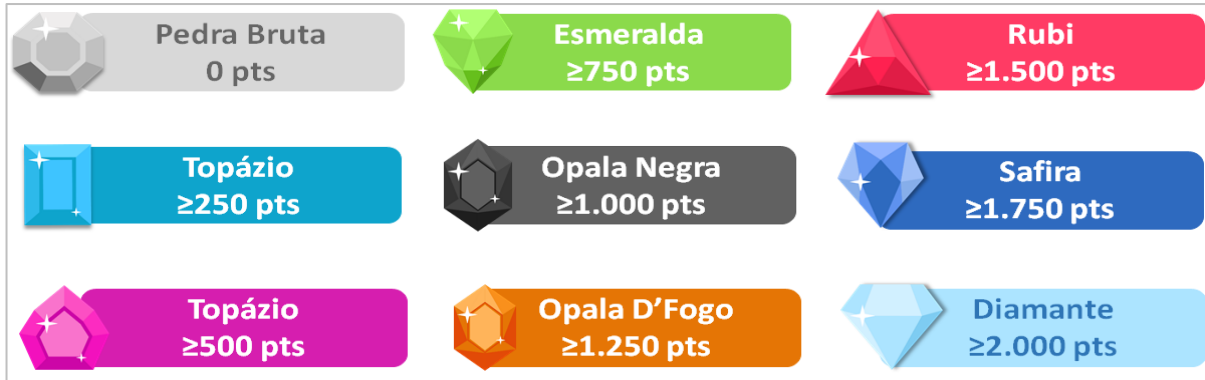 Pedra Bruta
0 pts
Esmeralda
≥750 pts
Rubi
≥1.500 pts
Topázio
≥250 pts
Opala Negra
≥1.000 pts
Safira
≥1.750 pts
Topázio
≥500 pts
Opala D’Fogo
≥1.250 pts
Diamante
≥2.000 pts